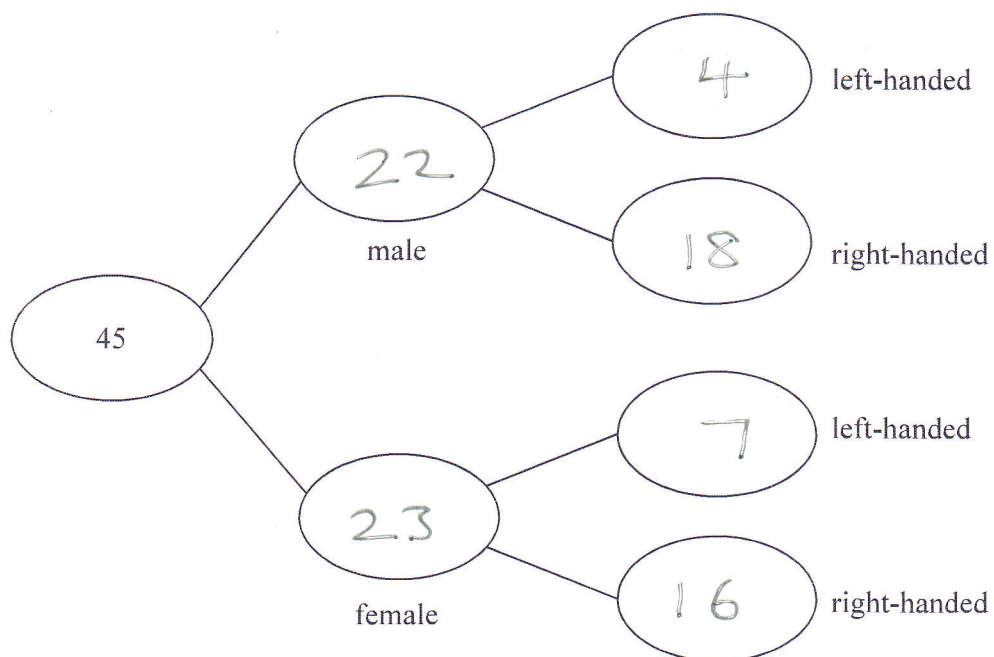 4
left-handed
22
male
18
right-handed
45
7
left-handed
23
female
16
right-handed